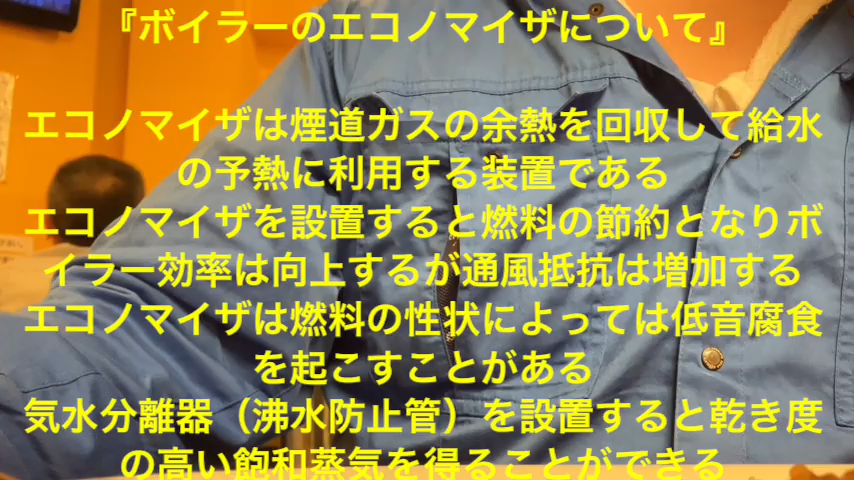 『ボイラーのエコノマイザについて』
エコノマイザは煙道ガスの余熱を回収して給水
の予熱に利用する装置である
エコノマイザを設置すると燃料の節約となりボ
イラー効率は向上するが通風抵抗は増加する
エコノマイザは燃料の性状によっては低音腐食
を起こすことがある
気水分離器（沸水防止管）を設置すると乾き度
の高い飽和蒸気を得ることができる